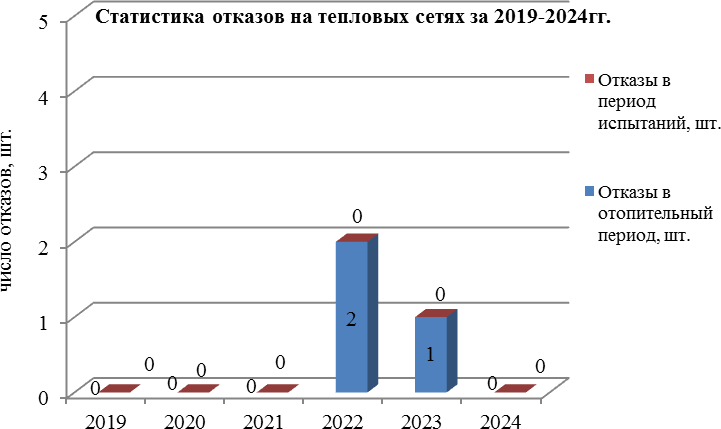 Статистика отказов на тепловых сетях за 2019-2024гг.
число отказов, шт.
5
4
3
2
1
0
0 0 0 0 0 0 2 0 1 0 0 0
2019 2020 2021 2022 2023 2024
Отказы в
период
испытаний, шт.
Отказы в
отопительный
период, шт.